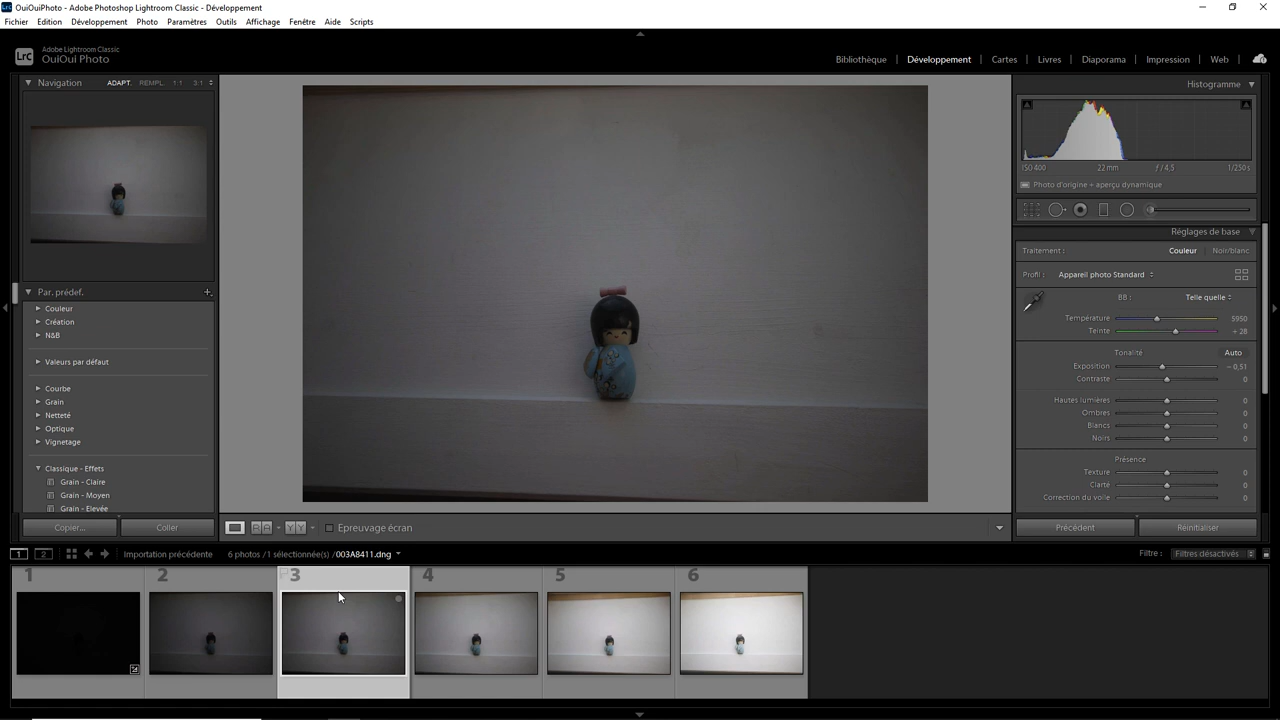 OuiOuiPhoto - Adobe Photoshop Lightroom Classic - Développement
Fichier Edition Développement Photo Paramètres Outils Affichage Fenêtre Aide Scripts
Lrc
Adobe Lightroom Classic
OuiOui Photo
Bibliothèque Développement Cartes Livres Diaporama Impression Web
Navigation ADAPT. REMPL. 1:1 3:1
Histogramme
ISO 400 22 mm ƒ / 4,5 1/250 s
Photo d'origine + aperçu dynamique
Réglages de base
Traitement : Couleur Noir/blanc
Profil : Appareil photo Standard
BB : Telle quelle
Température 5950
Teinte + 28
Tonalité Auto
Exposition - 0,51
Contraste 0
Hautes lumières 0
Ombres 0
Blancs 0
Noirs 0
Présence
Texture 0
Clarté 0
Correction du voile 0
Par. prédef.
Couleur
Création
N&B
Valeurs par défaut
Courbe
Grain
Netteté
Optique
Vignetage
Classique - Effets
Grain - Claire
Grain - Moyen
Grain - Elevée
Copier... Coller
RA YY Epreuvage écran
Précédent Réinitialiser
1 2 Importation précédente 6 photos /1 sélectionnée(s) /003A8411.dng
Filtre : Filtres désactivés
1 2 3 4 5 6